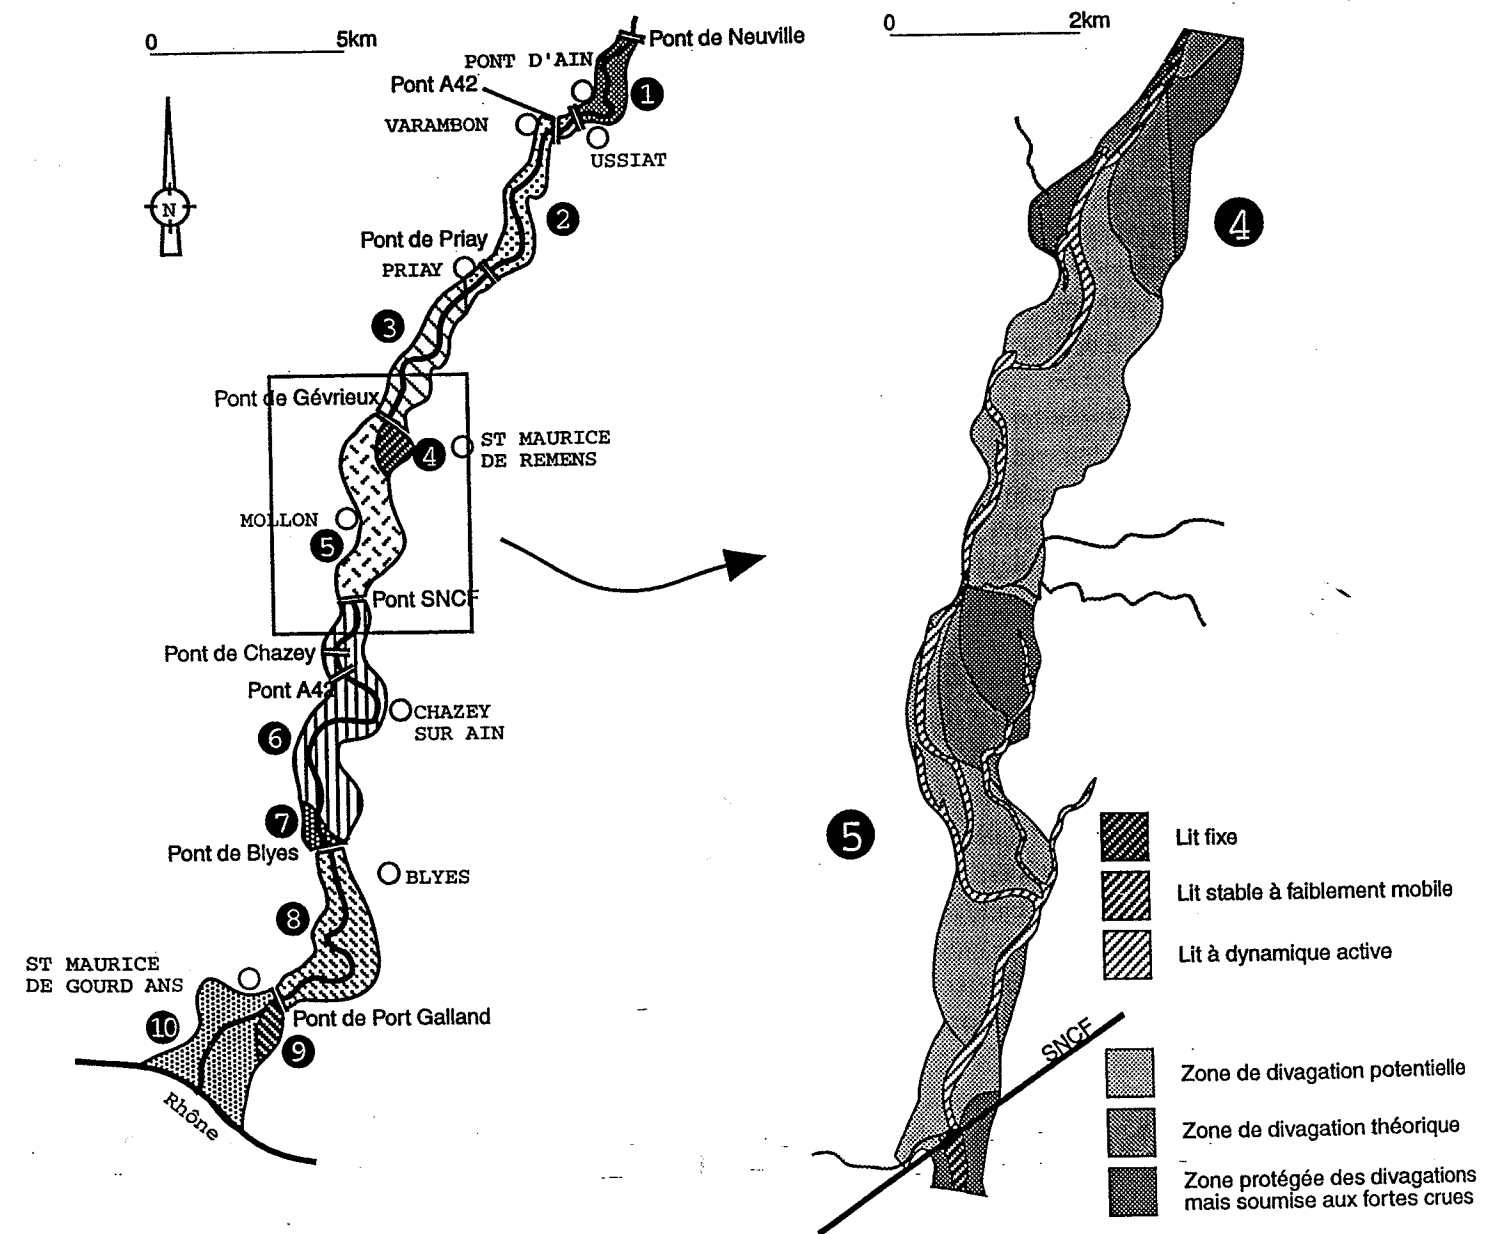 0
5km
Pont de Neuville
PONT D'AIN
Pont A42
1
VARAMBON
USSIAT
N
2
Pont de Priay
PRIAY
3
Pont de Gévrieux
ST MAURICE
DE REMENS
4
MOLLON
5
Pont SNCF
Pont de Chazey
Pont A42
CHAZEY
SUR AIN
6
7
Pont de Blyes
BLYES
8
ST MAURICE
DE GOURD ANS
Pont de Port Galland
10
9
Rhône
0
2km
4
5
SNCF
Lit fixe
Lit stable à faiblement mobile
Lit à dynamique active
Zone de divagation potentielle
Zone de divagation théorique
Zone protégée des divagations
mais soumise aux fortes crues